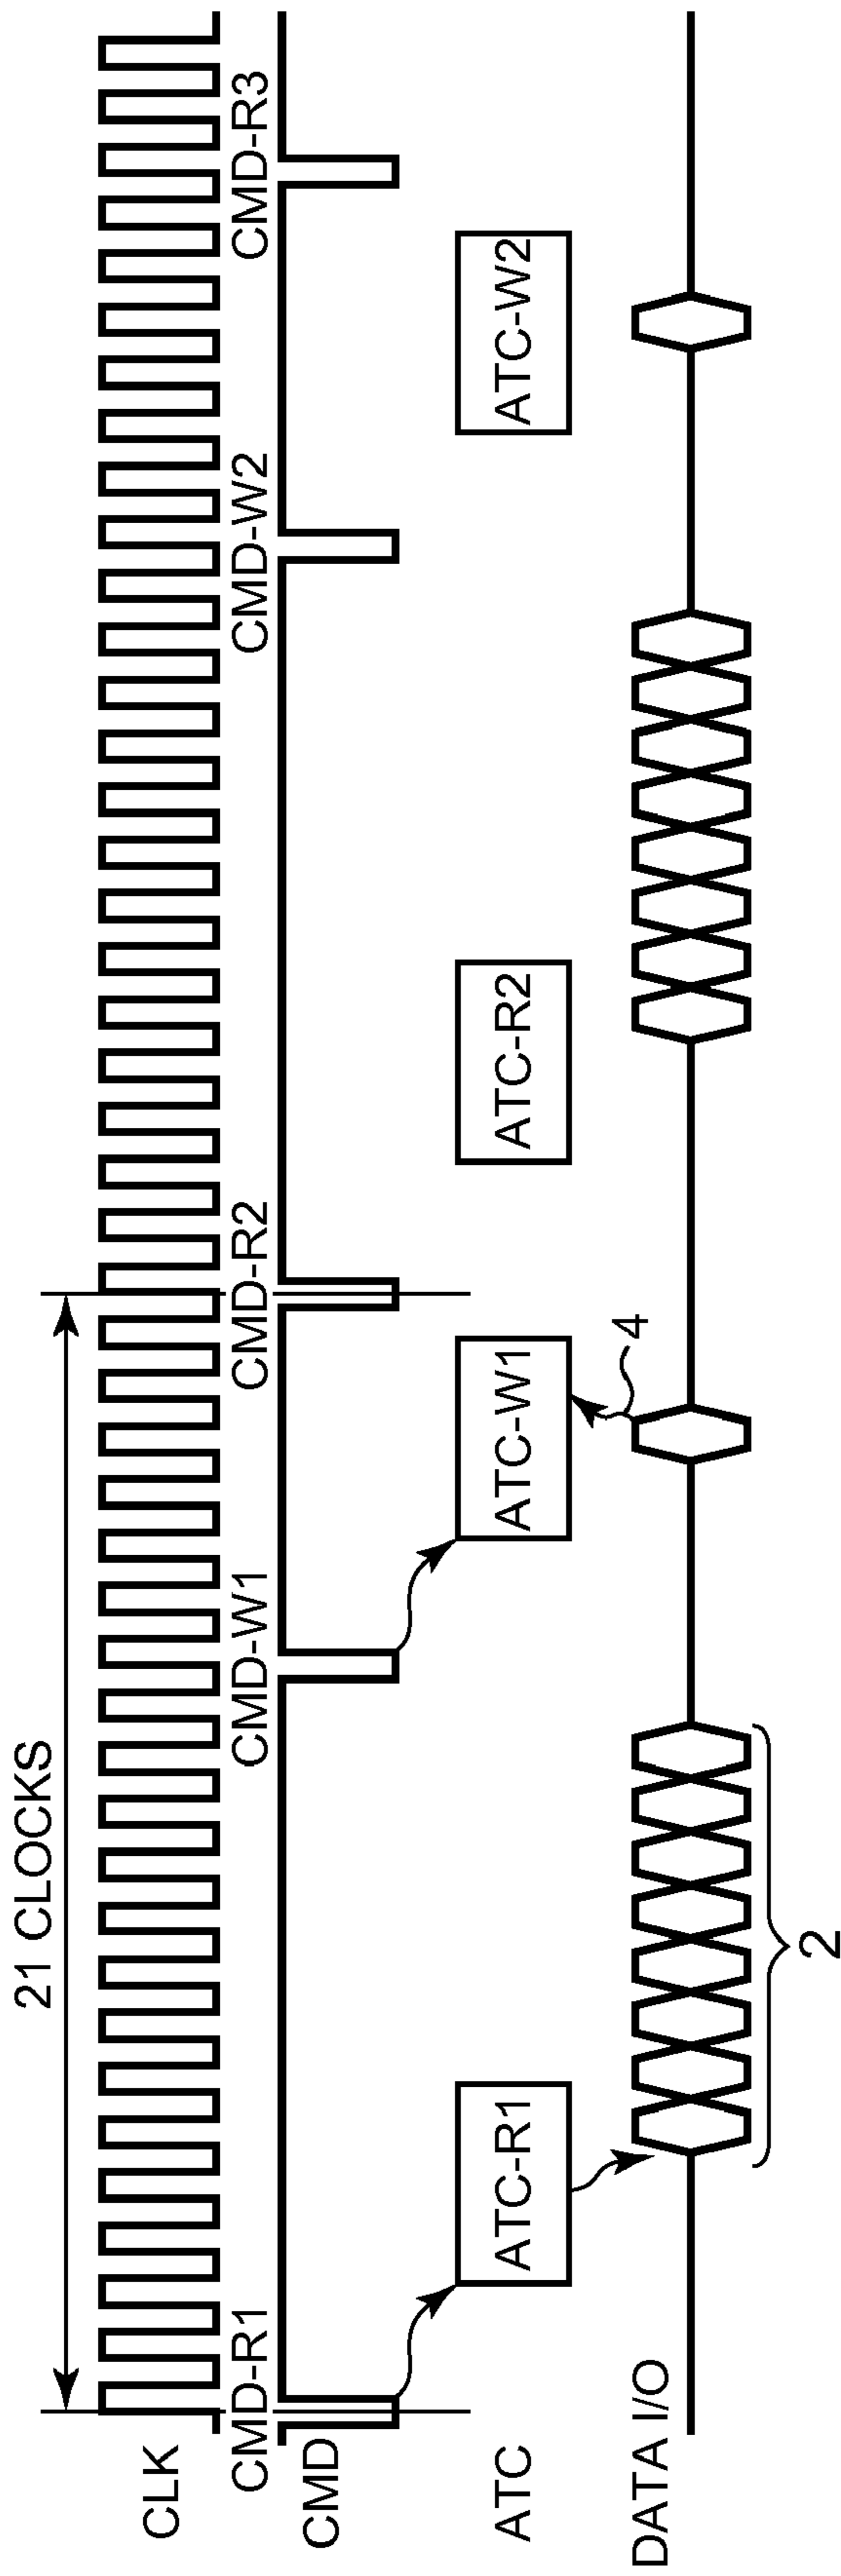 21 CLOCKS
CLK
CMD-R1 CMD-W1 CMD-R2 CMD-W2 CMD-R3
CMD
ATC
ATC-R1 ATC-W1 ATC-R2 ATC-W2
4
DATA I/O
2